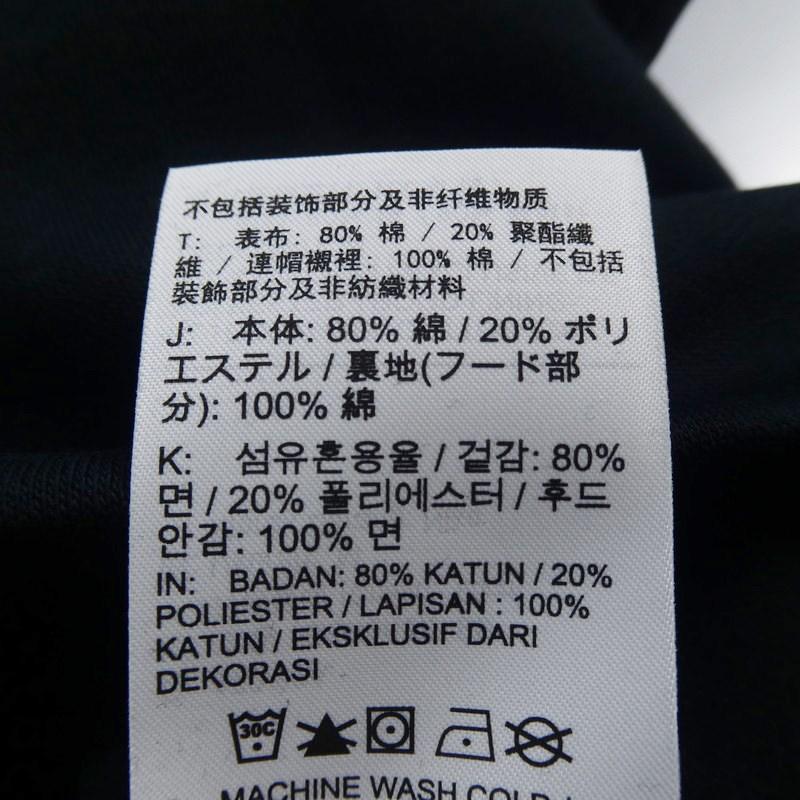 不包括装饰部分及非纤维物质
T: 表布: 80% 棉 / 20% 聚酯纖
維 / 連帽襯裡: 100% 棉 / 不包括
裝飾部分及非紡織材料
J: 本体: 80% 綿 / 20% ポリ
エステル / 裏地(フード部
分): 100% 綿
K: 섬유혼용율 / 겉감: 80%
면 / 20% 폴리에스터 / 후드
안감: 100% 면
IN: BADAN: 80% KATUN / 20%
POLIESTER / LAPISAN : 100%
KATUN / EKSKLUSIF DARI
DEKORASI
30C
MACHINE WASH COLD